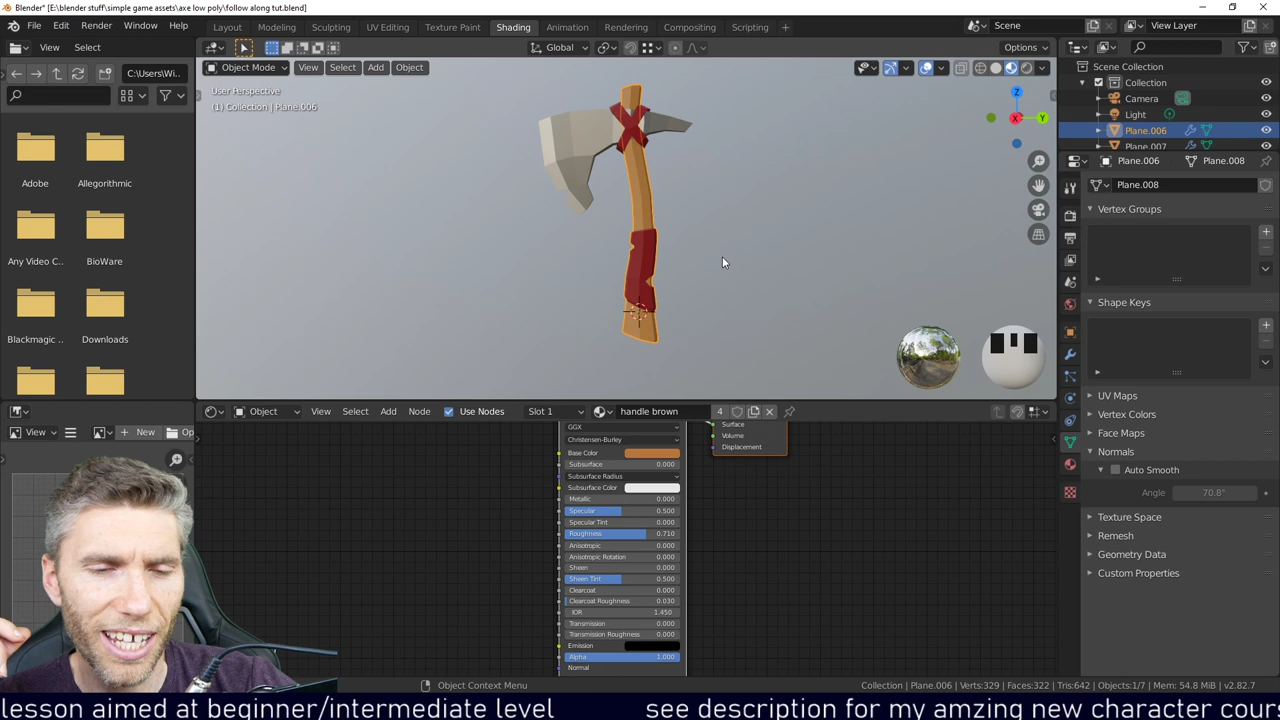 Blender* [E:\blender stuff\simple game assets\axe low poly\follow along tut.blend]
File Edit Render Window Help Layout Modeling Sculpting UV Editing Texture Paint Shading Animation Rendering Compositing Scripting + Scene View Layer
View Select Global Options
C:\Users\Wi.. Object Mode View Select Add Object
User Perspective
(1) Collection | Plane.006
Z
X Y
Adobe Allegorithmic
Any Video C.. BioWare
Blackmagic .. Downloads
Scene Collection
Collection
Camera
Light
Plane.006
Plane.007
Plane.006 Plane.008
Plane.008
Vertex Groups
Shape Keys
UV Maps
Vertex Colors
Face Maps
Normals
Auto Smooth
Angle 70.8°
Texture Space
Remesh
Geometry Data
Custom Properties
View New Op
Object View Select Add Node Use Nodes Slot 1 handle brown 4
GGX
Christensen-Burley
Base Color
Subsurface 0.000
Subsurface Radius
Subsurface Color
Metallic 0.000
Specular 0.500
Specular Tint 0.000
Roughness 0.710
Anisotropic 0.000
Anisotropic Rotation 0.000
Sheen 0.000
Sheen Tint 0.500
Clearcoat 0.000
Clearcoat Roughness 0.030
IOR 1.450
Transmission 0.000
Transmission Roughness 0.000
Emission
Alpha 1.000
Normal
Surface
Volume
Displacement
Object Context Menu
Collection | Plane.006 | Verts:329 | Faces:322 | Tris:642 | Objects:1/7 | Mem: 54.8 MiB | v2.82.7
lesson aimed at beginner/intermediate level see description for my amzing new character cour